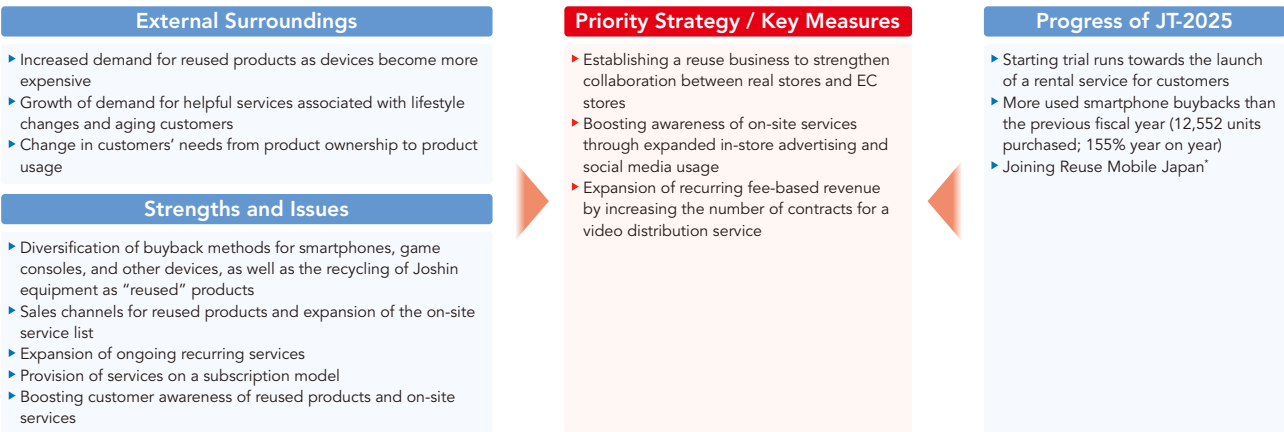 External Surroundings
Increased demand for reused products as devices become more
expensive
Growth of demand for helpful services associated with lifestyle
changes and aging customers
Change in customers' needs from product ownership to product
usage
Strengths and Issues
Diversification of buyback methods for smartphones, game
consoles, and other devices, as well as the recycling of Joshin
equipment as “reused” products
Sales channels for reused products and expansion of the on-site
service list
Expansion of ongoing recurring services
Provision of services on a subscription model
Boosting customer awareness of reused products and on-site
services
Priority Strategy / Key Measures
Establishing a reuse business to strengthen
collaboration between real stores and EC
stores
Boosting awareness of on-site services
through expanded in-store advertising and
social media usage
Expansion of recurring fee-based revenue
by increasing the number of contracts for a
video distribution service
Progress of JT-2025
Starting trial runs towards the launch
of a rental service for customers
More used smartphone buybacks than
the previous fiscal year (12,552 units
purchased; 155% year on year)
Joining Reuse Mobile Japan*